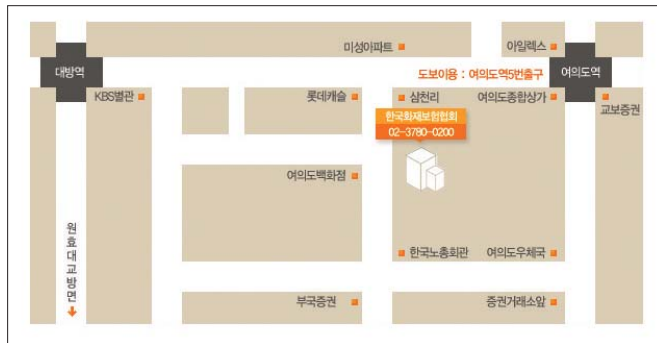 미성아파트
아일렉스
대방역
도보이용 : 여의도역5번출구
여의도역
KBS별관
롯데캐슬
삼천리
여의도종합상가
교보증권
한국화재보험협회
02-3780-0200
여의도백화점
원효대교방면
한국노총회관
여의도우체국
부국증권
증권거래소앞